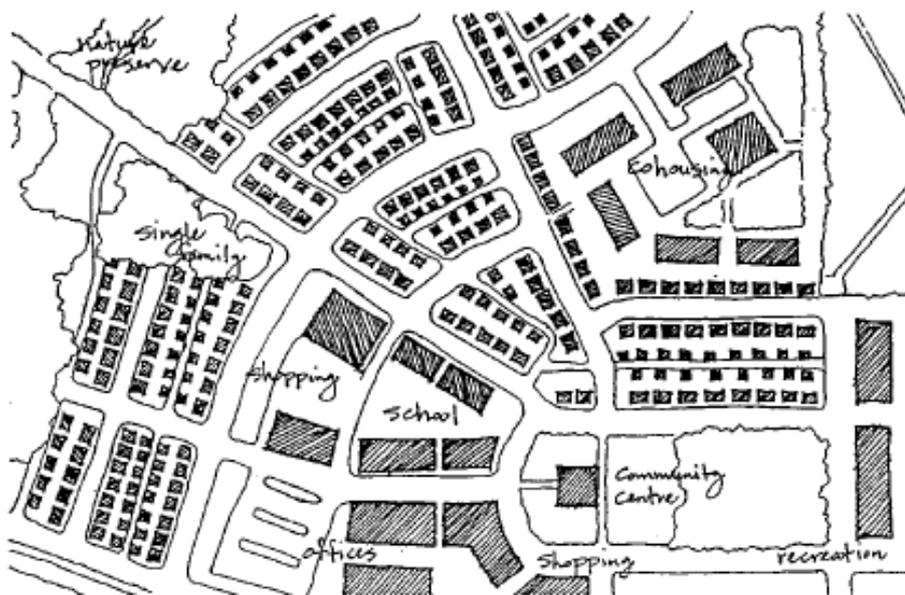 nature
preserve
Cohousing
single
family
shopping
school
Community
centre
offices
shopping
recreation